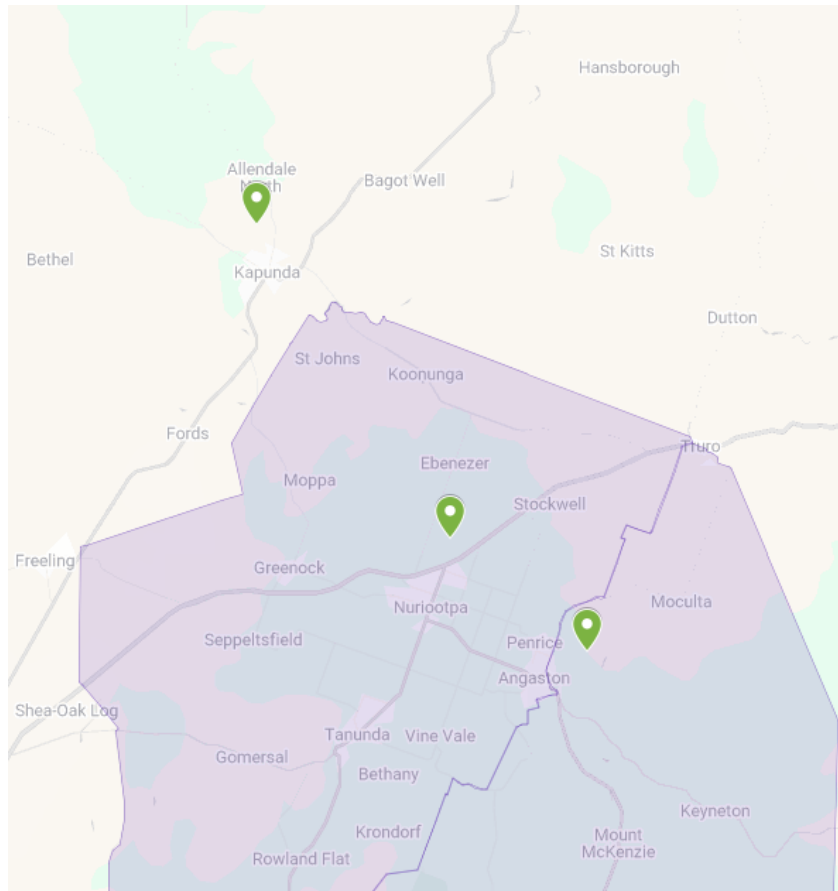 Hansborough
Allendale
North
Bagot Well
Bethel
St Kitts
Kapunda
Dutton
St Johns
Koonunga
Fords
Truro
Ebenezer
Moppa
Stockwell
Freeling
Greenock
Nuriootpa
Moculta
Seppeltsfield
Penrice
Angaston
Shea-Oak Log
Tanunda
Vine Vale
Gomersal
Bethany
Keyneton
Krondorf
Mount
McKenzie
Rowland Flat